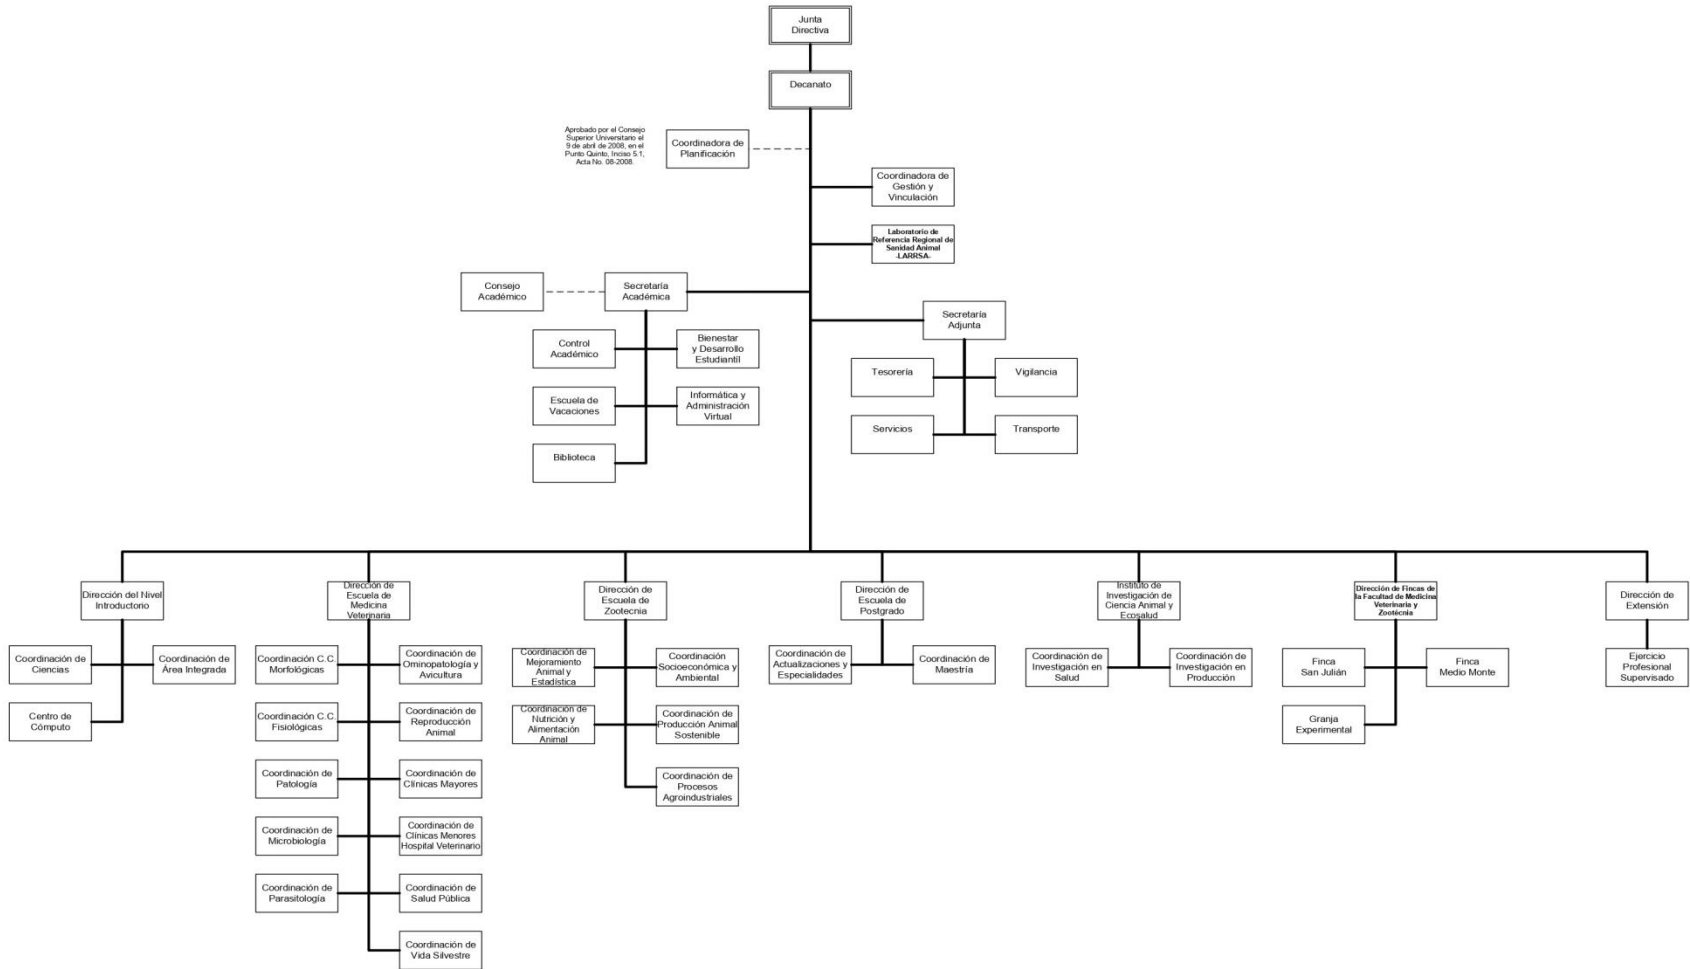 Junta
Directiva
Decanato
Aprobado por el Consejo
Superior Universitario el
9 de abril de 2008, en el
Punto Quinto, Inciso 5.1,
Acta No. 08-2008.
Coordinadora de
Planificación
Coordinadora de
Gestión y
Vinculación
Laboratorio de
Referencia Regional de
Sanidad Animal
-LARRSA-
Consejo
Académico
Secretaría
Académica
Secretaría
Adjunta
Control
Académico
Bienestar
y Desarrollo
Estudiantíl
Tesorería
Vigilancia
Escuela de
Vacaciones
Informática y
Administración
Virtual
Servicios
Transporte
Biblioteca
Dirección del Nivel
Introductorio
Dirección de
Escuela de
Medicina
Veterinaria
Dirección de
Escuela de
Zootecnia
Dirección de
Escuela de
Postgrado
Instituto de
Investigación de
Ciencia Animal y
Ecosalud
Dirección de Fincas de
la Facultad de Medicina
Veterinaria y
Zootécnia
Dirección de
Extensión
Coordinación de
Ciencias
Coordinación de
Área Integrada
Coordinación C.C.
Morfológicas
Coordinación de
Ominopatología y
Avicultura
Coordinación de
Mejoramiento
Animal y
Estadística
Coordinación
Socioeconómica y
Ambiental
Coordinación de
Actualizaciones y
Especialidades
Coordinación de
Maestría
Coordinación de
Investigación en
Salud
Coordinación de
Investigación en
Producción
Finca
San Julián
Finca
Medio Monte
Ejercicio
Profesional
Supervisado
Centro de
Cómputo
Coordinación C.C.
Fisiológicas
Coordinación de
Reproducción
Animal
Coordinación de
Nutrición y
Alimentación
Animal
Coordinación de
Producción Animal
Sostenible
Granja
Experimental
Coordinación de
Patología
Coordinación de
Clínicas Mayores
Coordinación de
Procesos
Agroindustriales
Coordinación de
Microbiología
Coordinación de
Clínicas Menores
Hospital Veterinario
Coordinación de
Parasitología
Coordinación de
Salud Pública
Coordinación de
Vida Silvestre